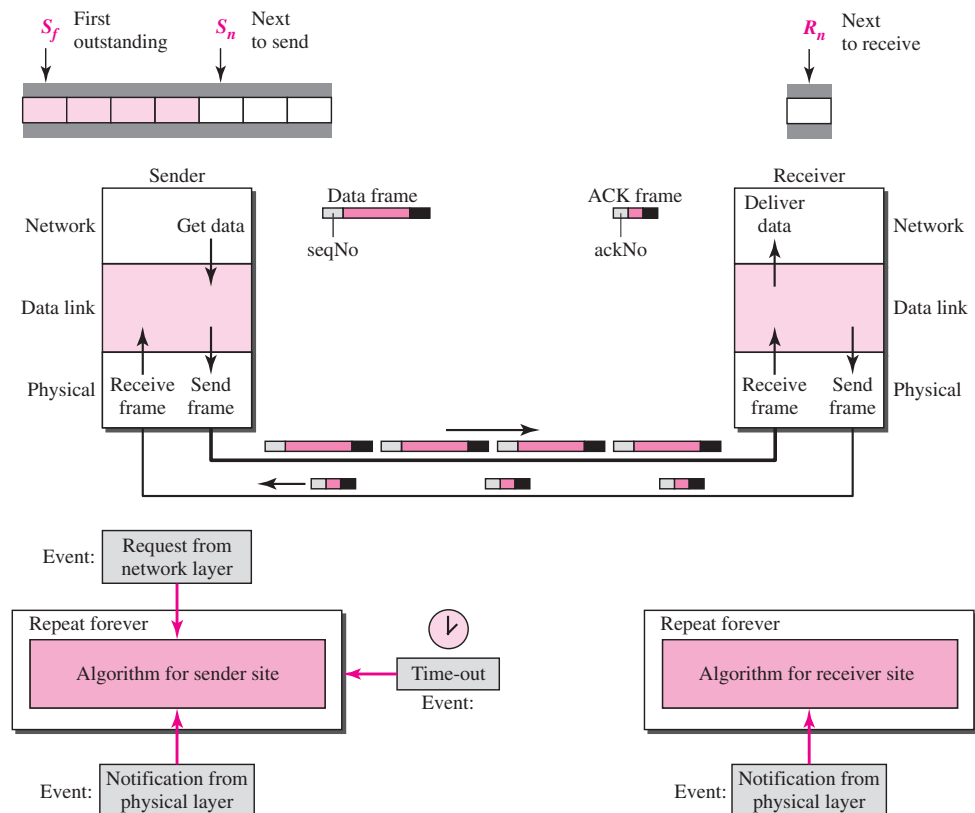 S_f First outstanding
S_n Next to send
R_n Next to receive
Sender
Data frame
ACK frame
Receiver
Network
Get data
seqNo
ackNo
Deliver data
Network
Data link
Data link
Physical
Receive frame
Send frame
Receive frame
Send frame
Physical
Event:
Request from network layer
Repeat forever
Algorithm for sender site
Time-out
Event:
Repeat forever
Algorithm for receiver site
Event:
Notification from physical layer
Event:
Notification from physical layer